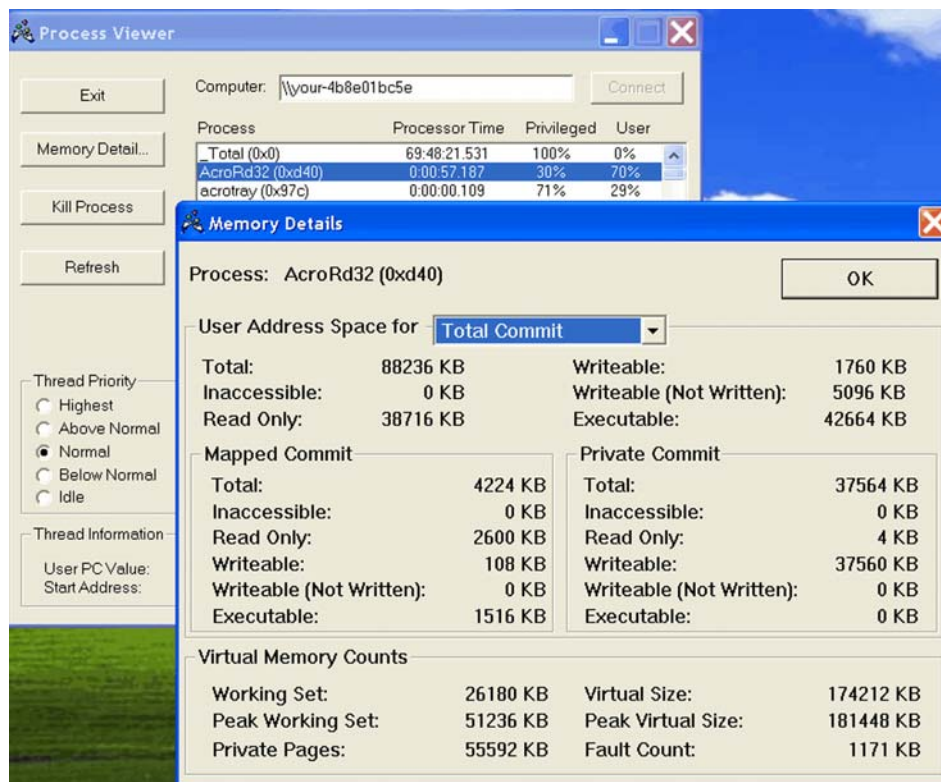 Process Viewer
Exit
Computer: \\your-4b8e01bc5e Connect
Process Processor Time Privileged User
Memory Detail...
_Total (0x0) 69:48:21.531 100% 0%
AcroRd32 (0xd40) 0:00:57.187 30% 70%
acrotray (0x97c) 0:00:00.109 71% 29%
Kill Process
Refresh
Thread Priority
Highest
Above Normal
Normal
Below Normal
Idle
Thread Information
User PC Value:
Start Address:
Memory Details
Process: AcroRd32 (0xd40) OK
User Address Space for Total Commit
Total: 88236 KB Writeable: 1760 KB
Inaccessible: 0 KB Writeable (Not Written): 5096 KB
Read Only: 38716 KB Executable: 42664 KB
Mapped Commit Private Commit
Total: 4224 KB Total: 37564 KB
Inaccessible: 0 KB Inaccessible: 0 KB
Read Only: 2600 KB Read Only: 4 KB
Writeable: 108 KB Writeable: 37560 KB
Writeable (Not Written): 0 KB Writeable (Not Written): 0 KB
Executable: 1516 KB Executable: 0 KB
Virtual Memory Counts
Working Set: 26180 KB Virtual Size: 174212 KB
Peak Working Set: 51236 KB Peak Virtual Size: 181448 KB
Private Pages: 55592 KB Fault Count: 1171 KB